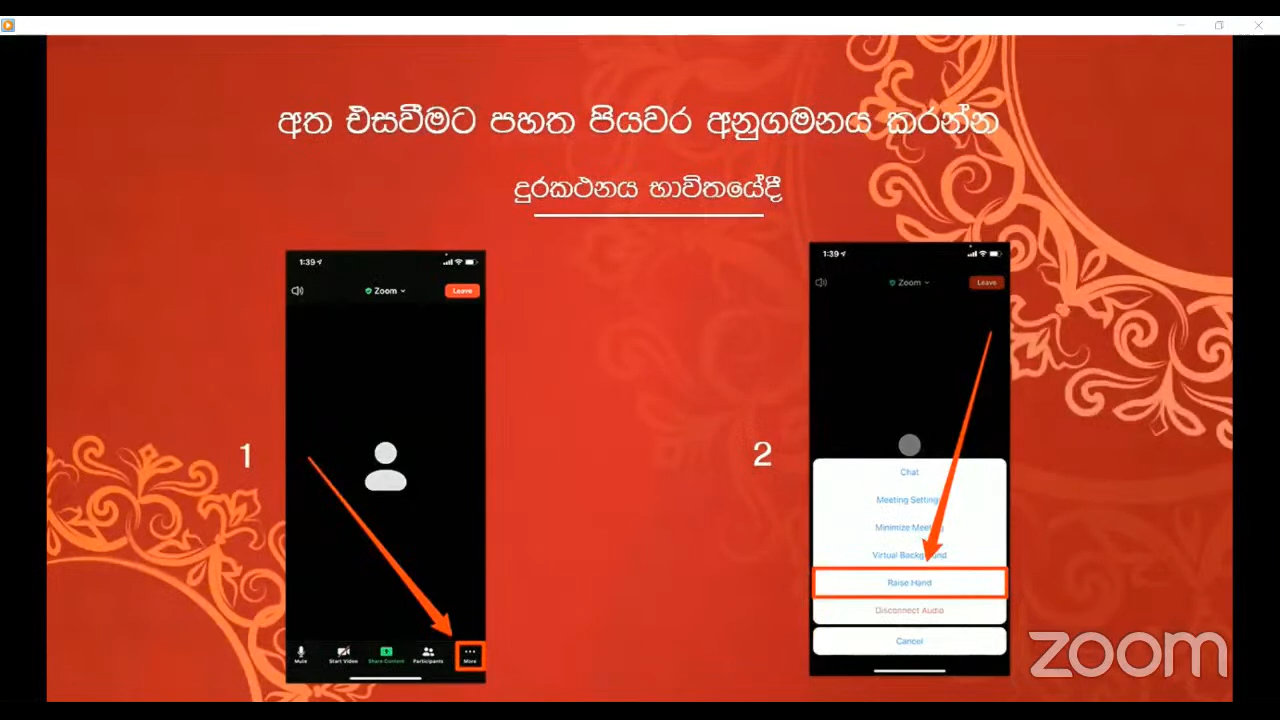 අත එසවීමට පහත පියවර අනුගමනය කරන්න
දුරකථනය භාවිතයේදී
1
1:39
Zoom
Leave
Mute
Start Video
Share Content
Participants
More
2
1:39
Zoom
Leave
Chat
Meeting Settings
Minimize Meeting
Virtual Background
Raise Hand
Disconnect Audio
Cancel
zoom